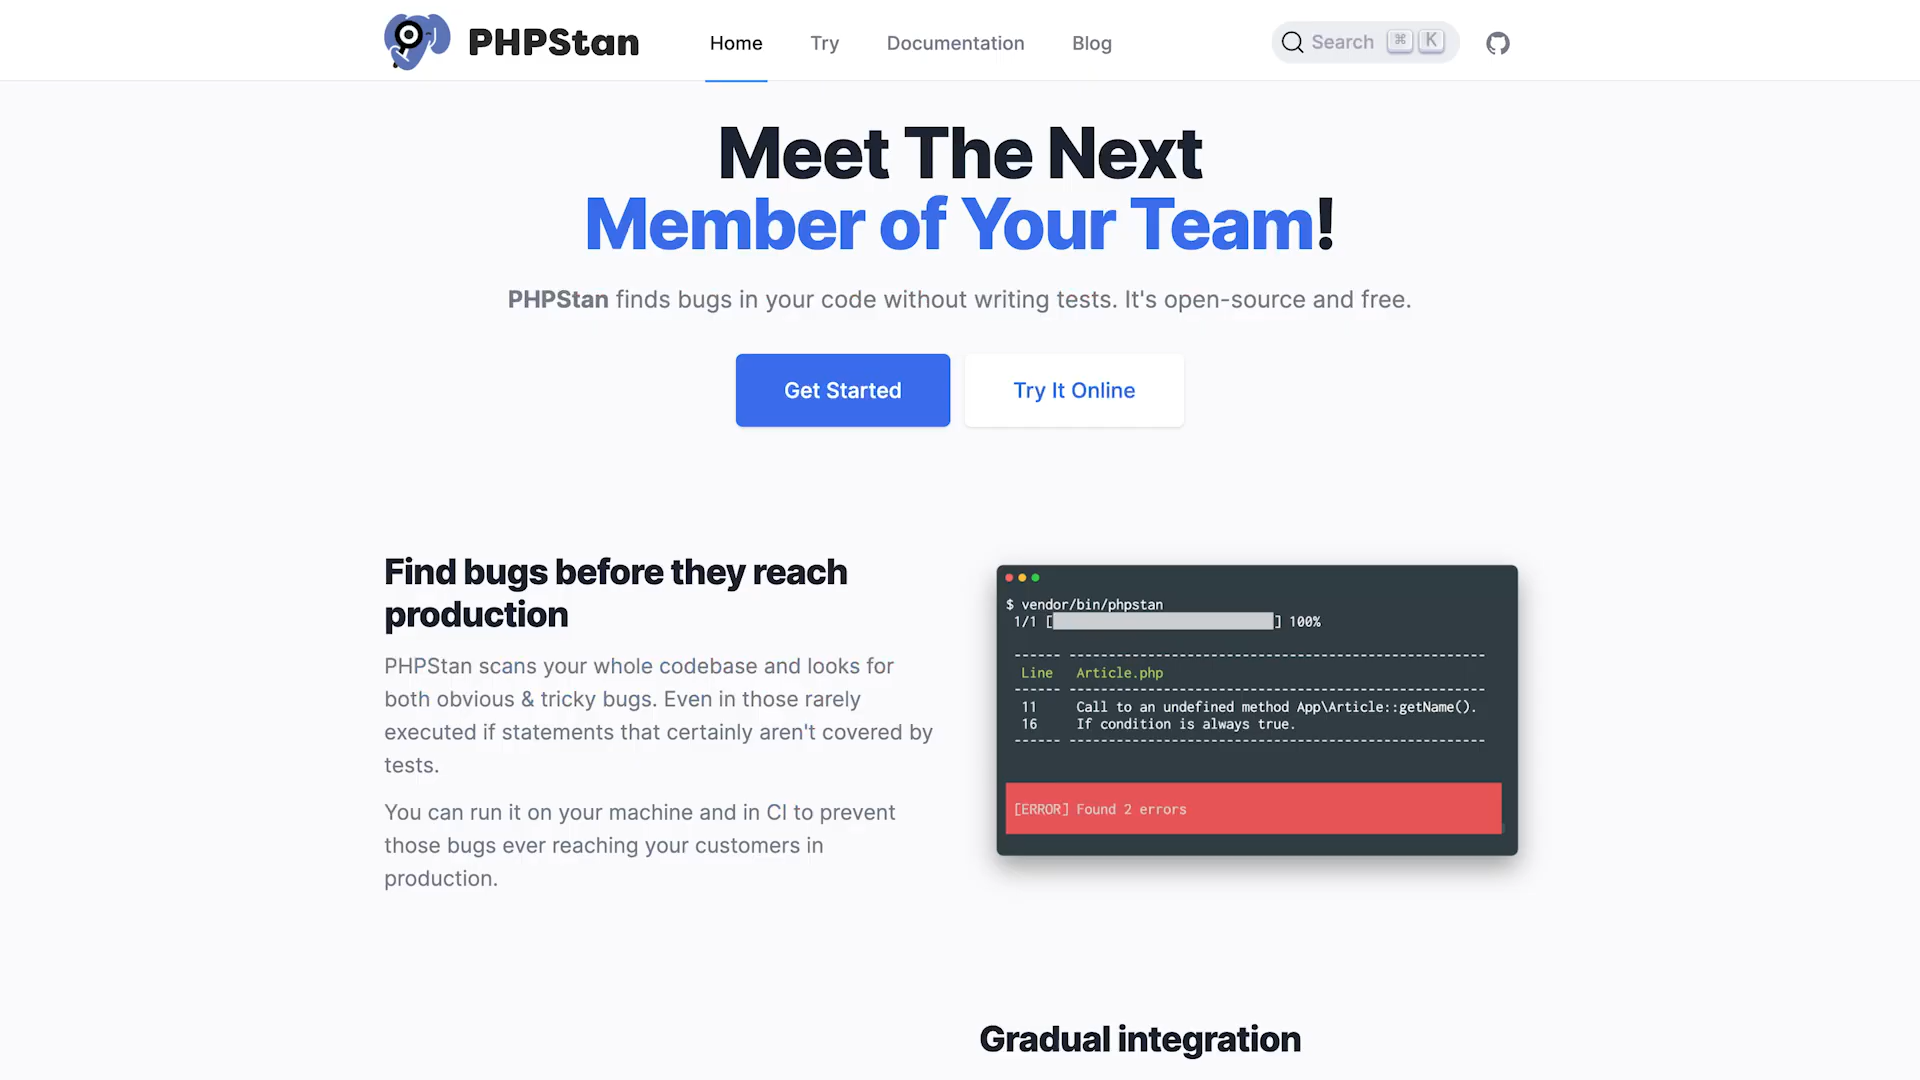 PHPStan
Home
Try
Documentation
Blog
Search ⌘ K
Meet The Next
Member of Your Team!
PHPStan finds bugs in your code without writing tests. It's open-source and free.
Get Started
Try It Online
Find bugs before they reach
production
PHPStan scans your whole codebase and looks for
both obvious & tricky bugs. Even in those rarely
executed if statements that certainly aren't covered by
tests.
You can run it on your machine and in CI to prevent
those bugs ever reaching your customers in
production.
$ vendor/bin/phpstan
1/1 [ ] 100%
------ ------------------------------------------------------
Line Article.php
------ ------------------------------------------------------
11 Call to an undefined method App\Article::getName().
16 If condition is always true.
------ ------------------------------------------------------
[ERROR] Found 2 errors
Gradual integration